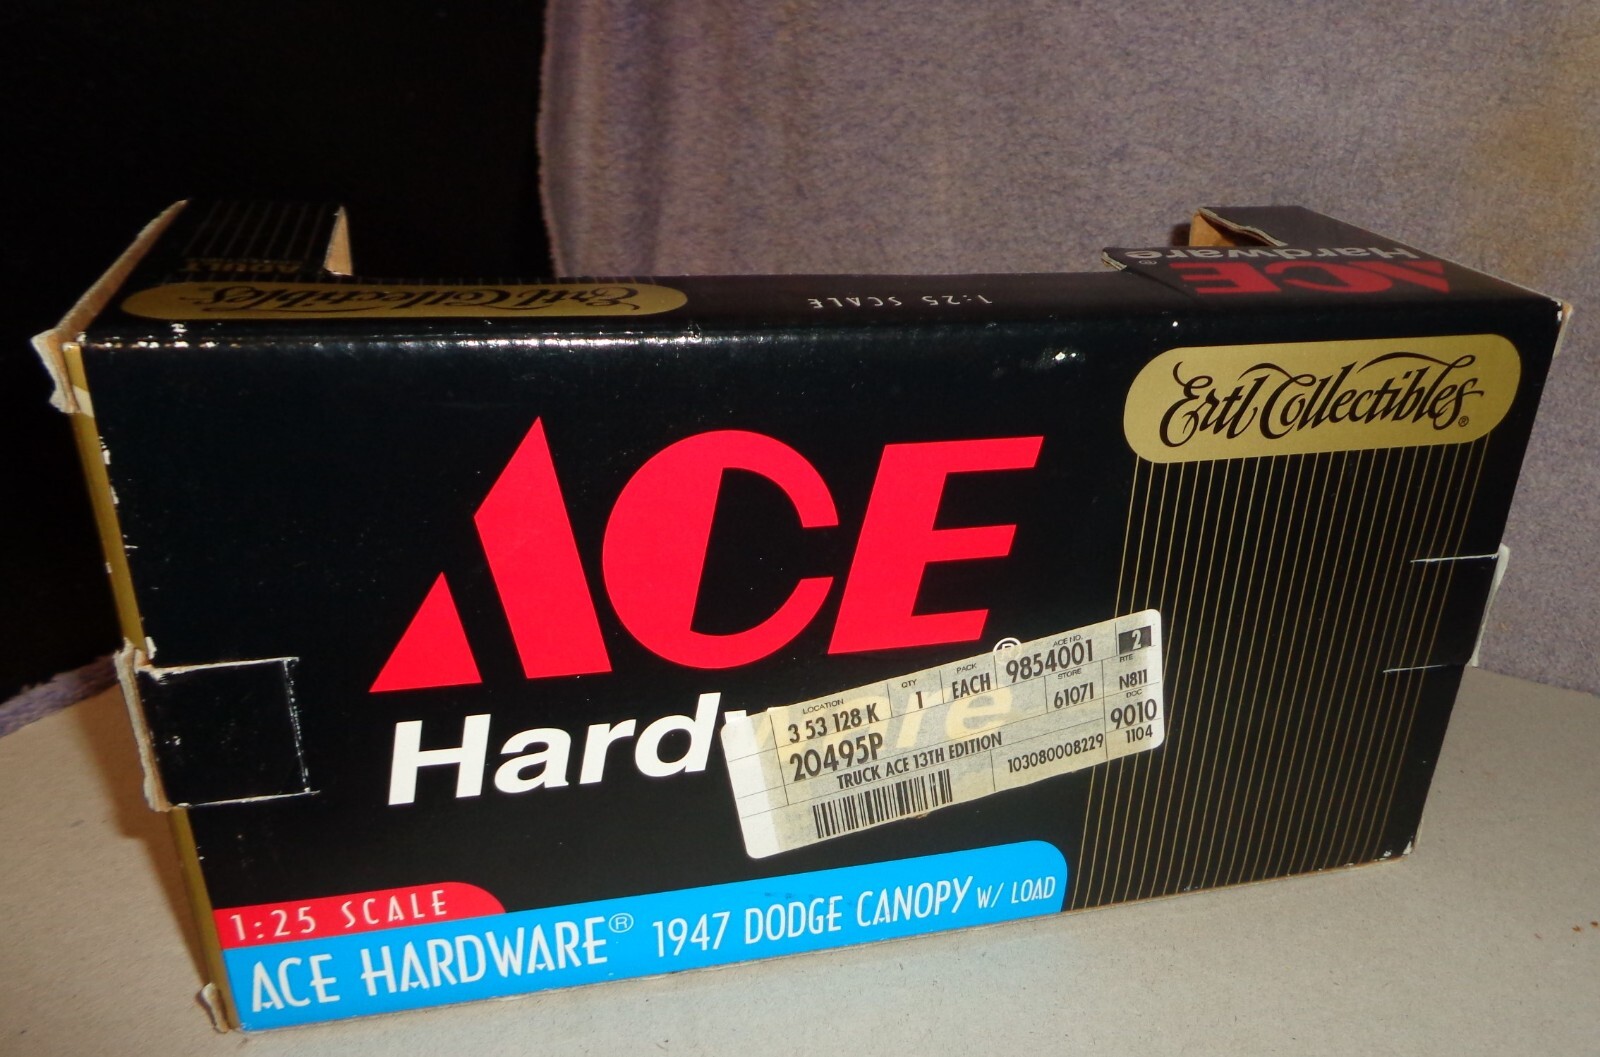 ADULT
Ertl Collectibles®
1:25 SCALE
ACE
Hardware®
Ertl Collectibles®
ACE®
Hardware
LOCATION QTY PACK ACE NO.
3 53 128 K 1 EACH 9854001 2
STORE RTE
20495P 61071 N811
DOC
TRUCK ACE 13TH EDITION 9010
103080008229 1104
1:25 SCALE
ACE HARDWARE® 1947 DODGE CANOPY W/ LOAD